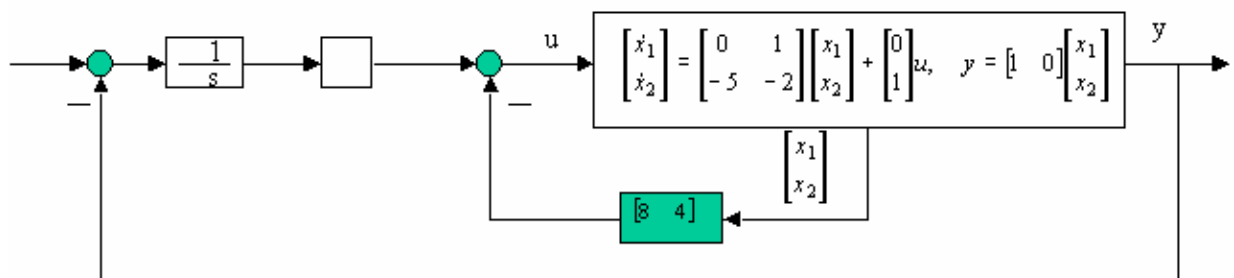 1
s
−
u
−
[ẋ1 ẋ2] = [0 1 −5 −2] [x1 x2] + [0 1] u, y = [1 0] [x1 x2]
y
[x1 x2]
[8 4]